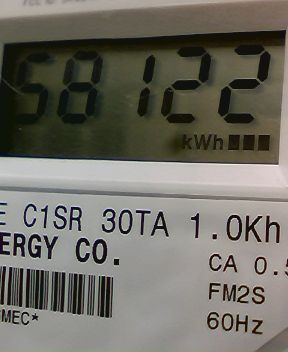 58122
kWh
E C1SR 30TA 1.0Kh
ERGY CO.
CA 0.5
FM2S
MEC*
60Hz